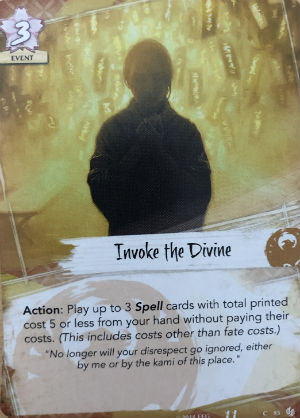 3
EVENT
Invoke the Divine
Action: Play up to 3 Spell cards with total printed
cost 5 or less from your hand without paying their
costs. (This includes costs other than fate costs.)
"No longer will your disrespect go ignored, either
by me or by the kami of this place."